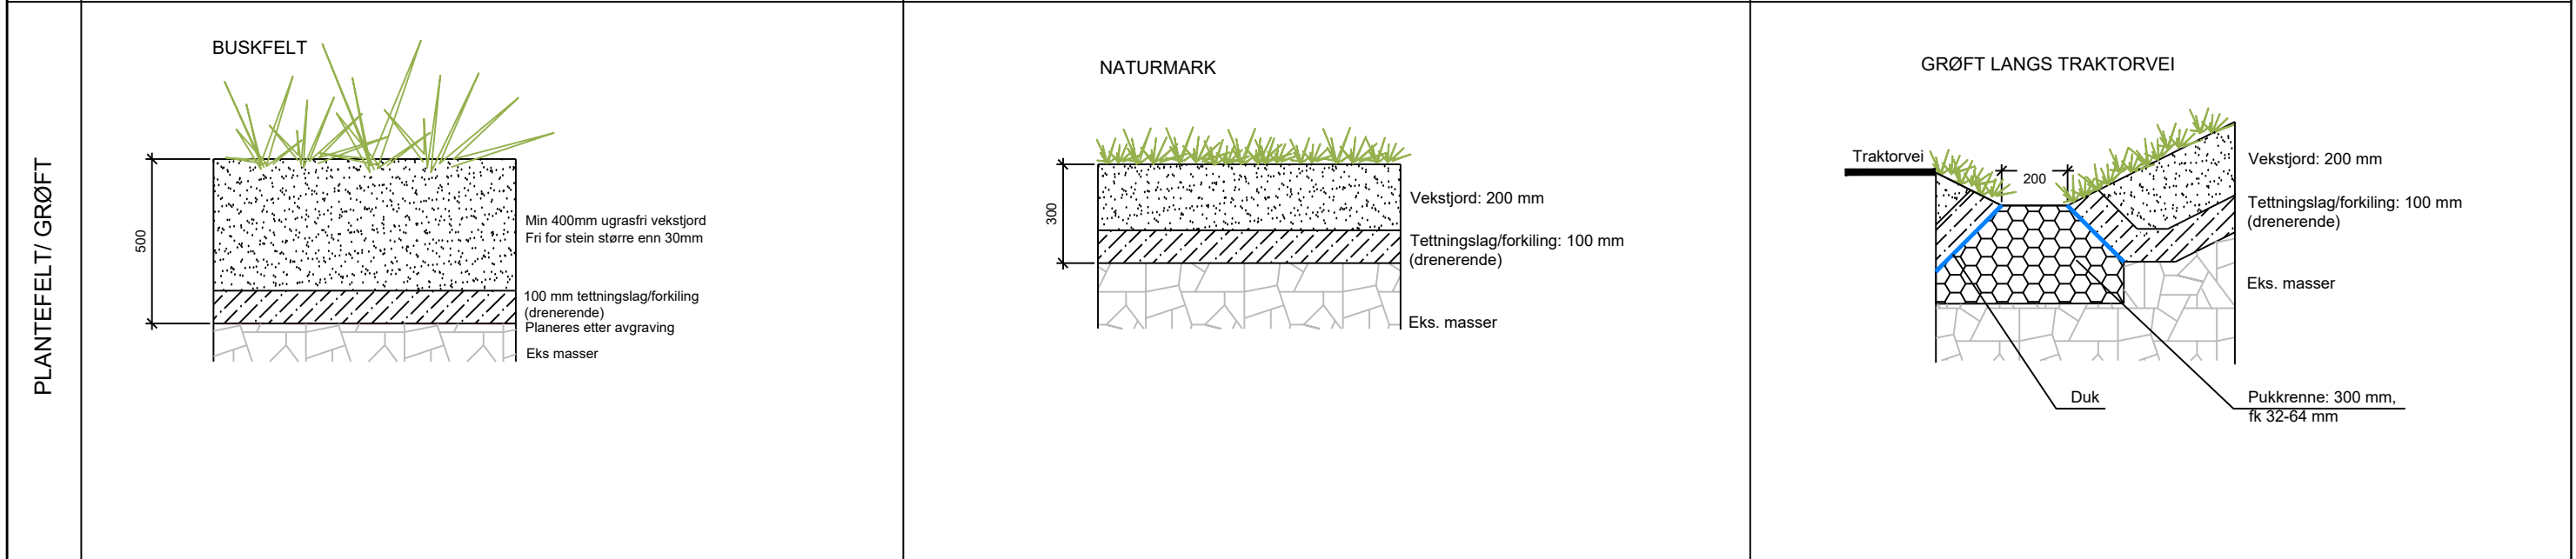 PLANTEFELT/ GRØFT
BUSKFELT
500
Min 400mm ugrasfri vekstjord
Fri for stein større enn 30mm
100 mm tettningslag/forkiling
(drenerende)
Planeres etter avgraving
Eks masser
NATURMARK
300
Vekstjord: 200 mm
Tettningslag/forkiling: 100 mm
(drenerende)
Eks. masser
GRØFT LANGS TRAKTORVEI
Traktorvei
200
Vekstjord: 200 mm
Tettningslag/forkiling: 100 mm
(drenerende)
Eks. masser
Duk
Pukkrenne: 300 mm,
fk 32-64 mm